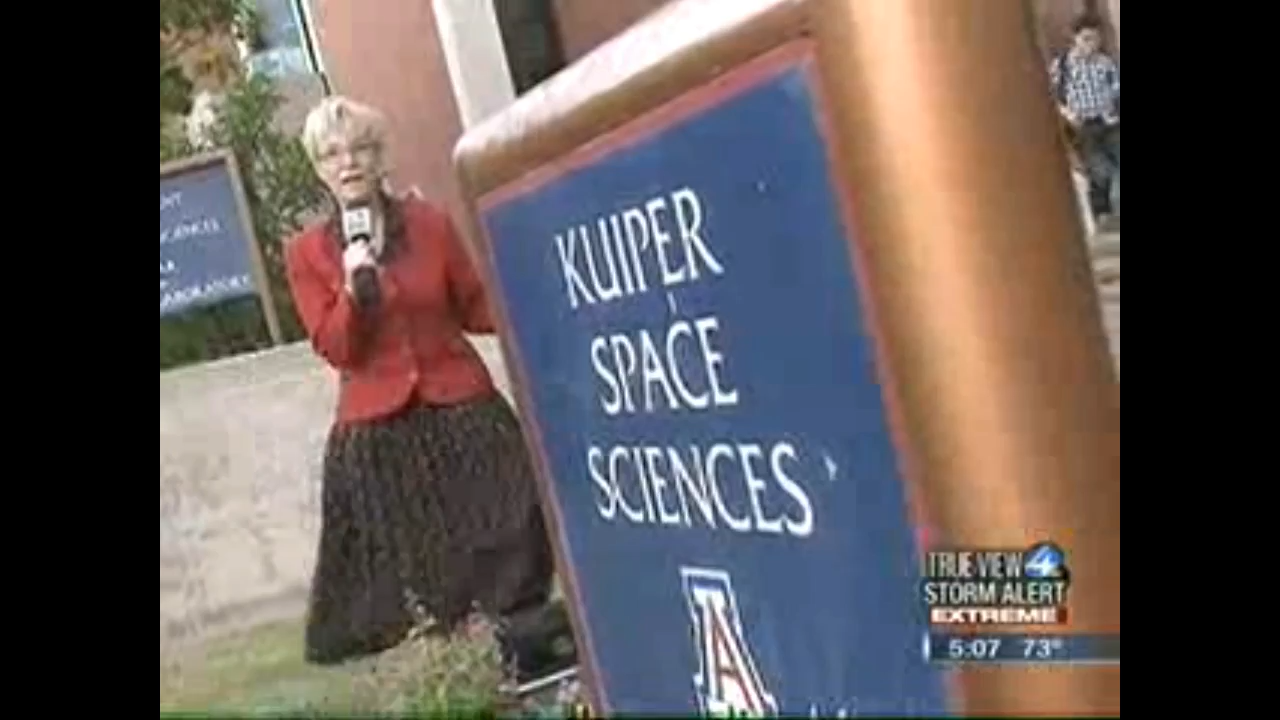 KUIPER
SPACE
SCIENCES
A
TRUE VIEW 4
STORM ALERT
EXTREME
5:07 73°